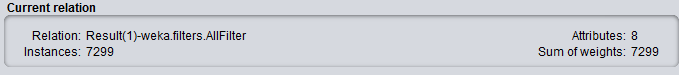 Current relation
Relation: Result(1)-weka.filters.AllFilter Attributes: 8
Instances: 7299 Sum of weights: 7299